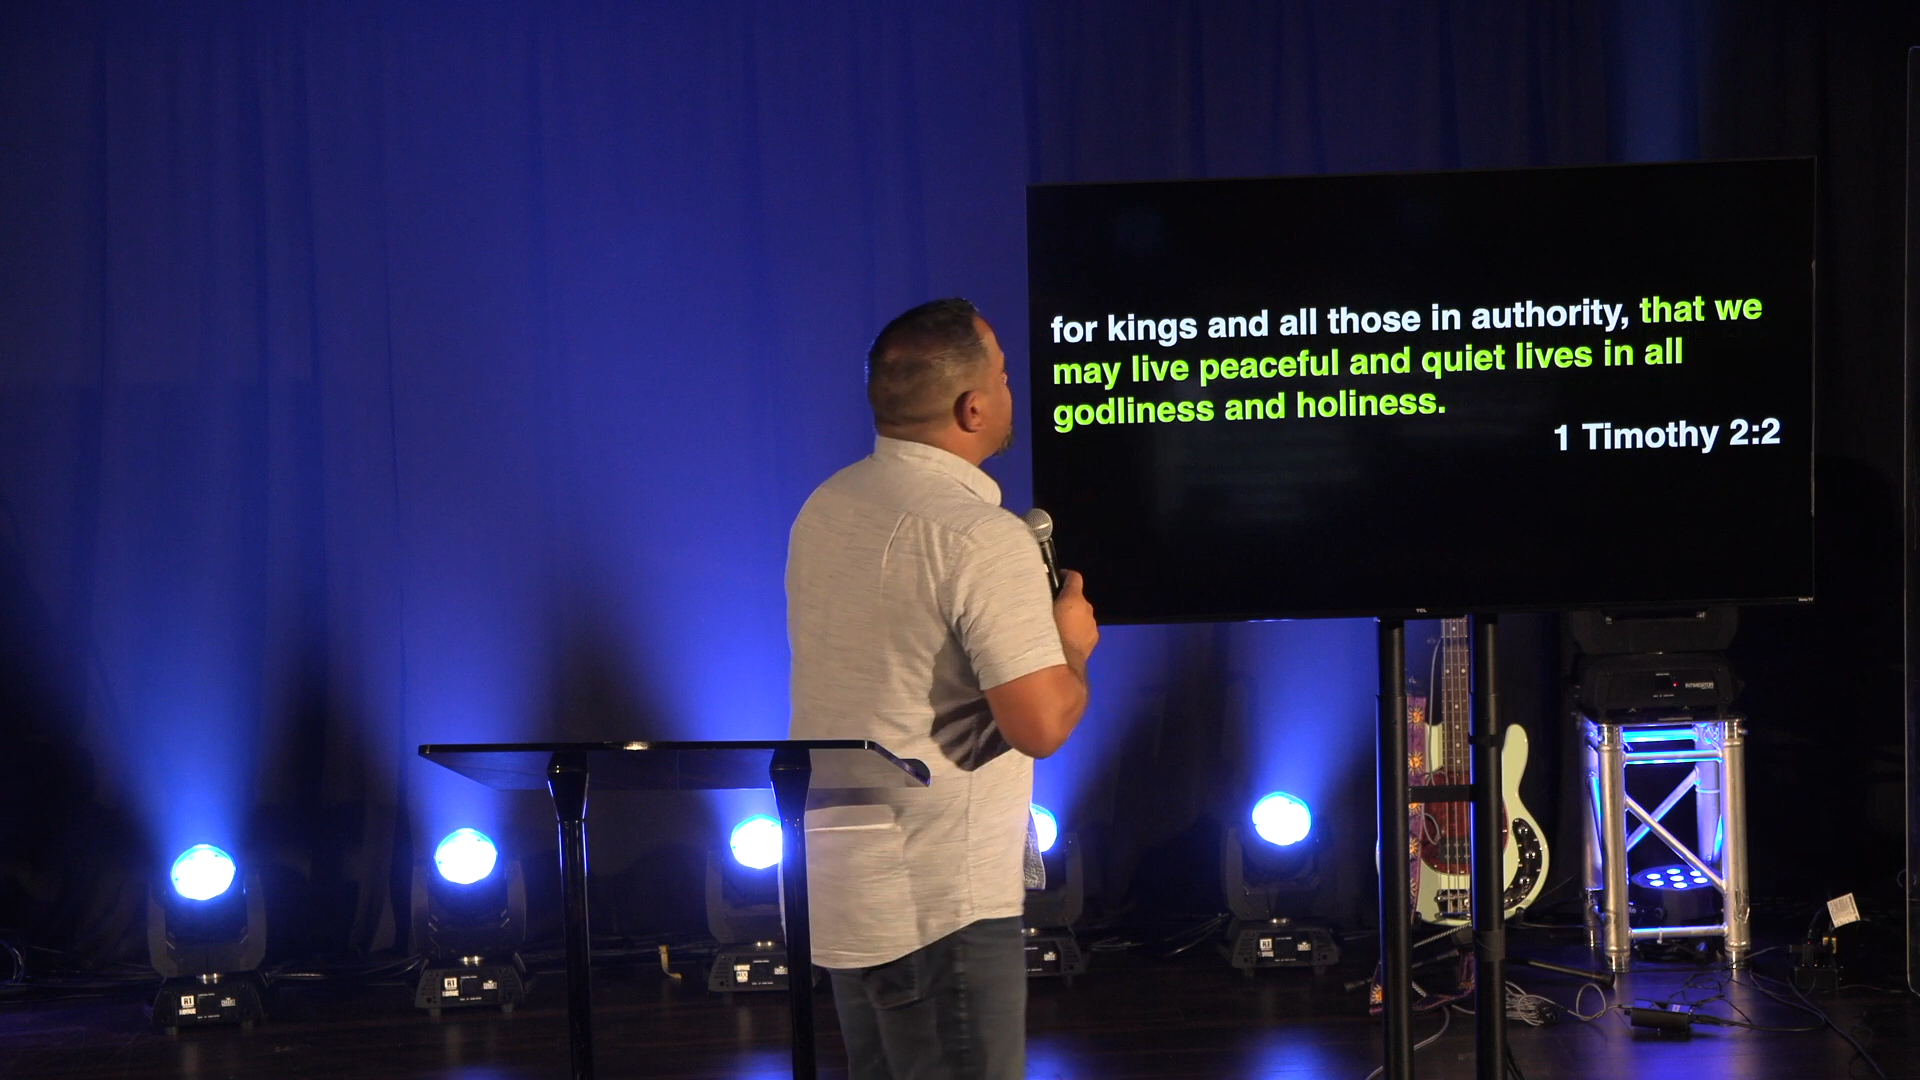 for kings and all those in authority, that we
may live peaceful and quiet lives in all
godliness and holiness.
1 Timothy 2:2
TCL